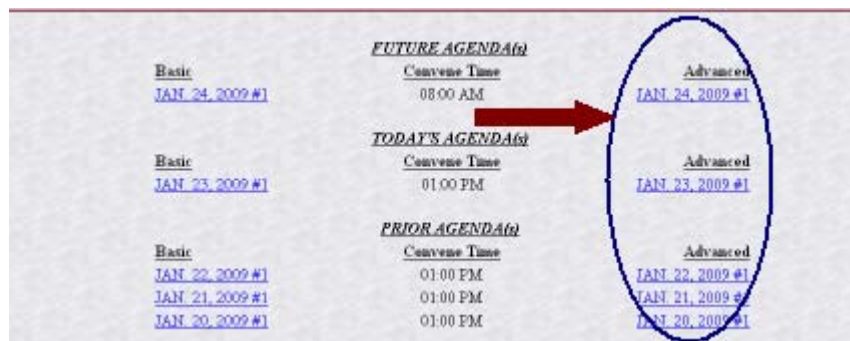 FUTURE AGENDA(s)
Basic Convene Time Advanced
JAN. 24, 2009 #1 08:00 AM JAN. 24, 2009 #1
TODAY'S AGENDA(s)
Basic Convene Time Advanced
JAN. 23, 2009 #1 01:00 PM JAN. 23, 2009 #1
PRIOR AGENDA(s)
Basic Convene Time Advanced
JAN. 22, 2009 #1 01:00 PM JAN. 22, 2009 #1
JAN. 21, 2009 #1 01:00 PM JAN. 21, 2009 #1
JAN. 20, 2009 #1 01:00 PM JAN. 20, 2009 #1